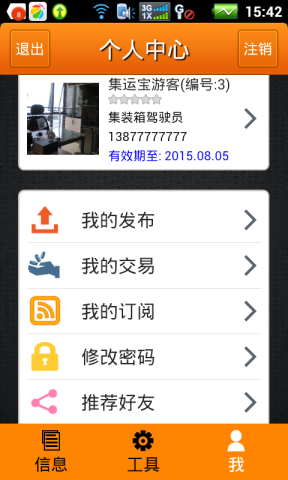 8
3G
1X
G
15:42
退出
个人中心
注销
集运宝游客(编号:3)
集装箱驾驶员
13877777777
有效期至: 2015.08.05
我的发布
我的交易
我的订阅
修改密码
推荐好友
信息
工具
我